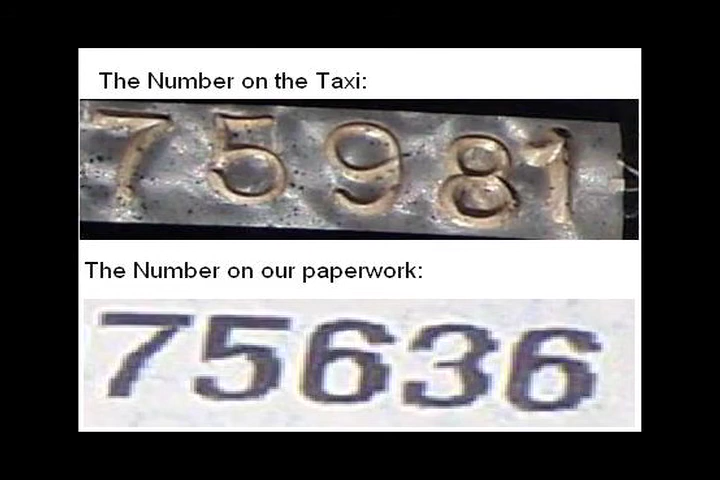 The Number on the Taxi:
75981
The Number on our paperwork:
75636